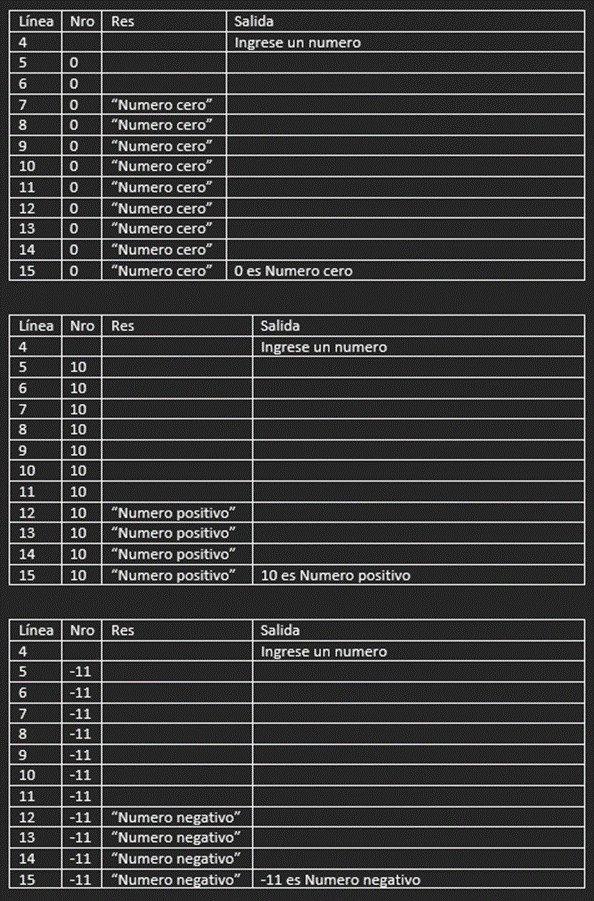 Línea Nro Res Salida
4 Ingrese un numero
5 0
6 0
7 0 “Numero cero”
8 0 “Numero cero”
9 0 “Numero cero”
10 0 “Numero cero”
11 0 “Numero cero”
12 0 “Numero cero”
13 0 “Numero cero”
14 0 “Numero cero”
15 0 “Numero cero” 0 es Numero cero
Línea Nro Res Salida
4 Ingrese un numero
5 10
6 10
7 10
8 10
9 10
10 10
11 10
12 10 “Numero positivo”
13 10 “Numero positivo”
14 10 “Numero positivo”
15 10 “Numero positivo” 10 es Numero positivo
Línea Nro Res Salida
4 Ingrese un numero
5 -11
6 -11
7 -11
8 -11
9 -11
10 -11
11 -11
12 -11 “Numero negativo”
13 -11 “Numero negativo”
14 -11 “Numero negativo”
15 -11 “Numero negativo” -11 es Numero negativo